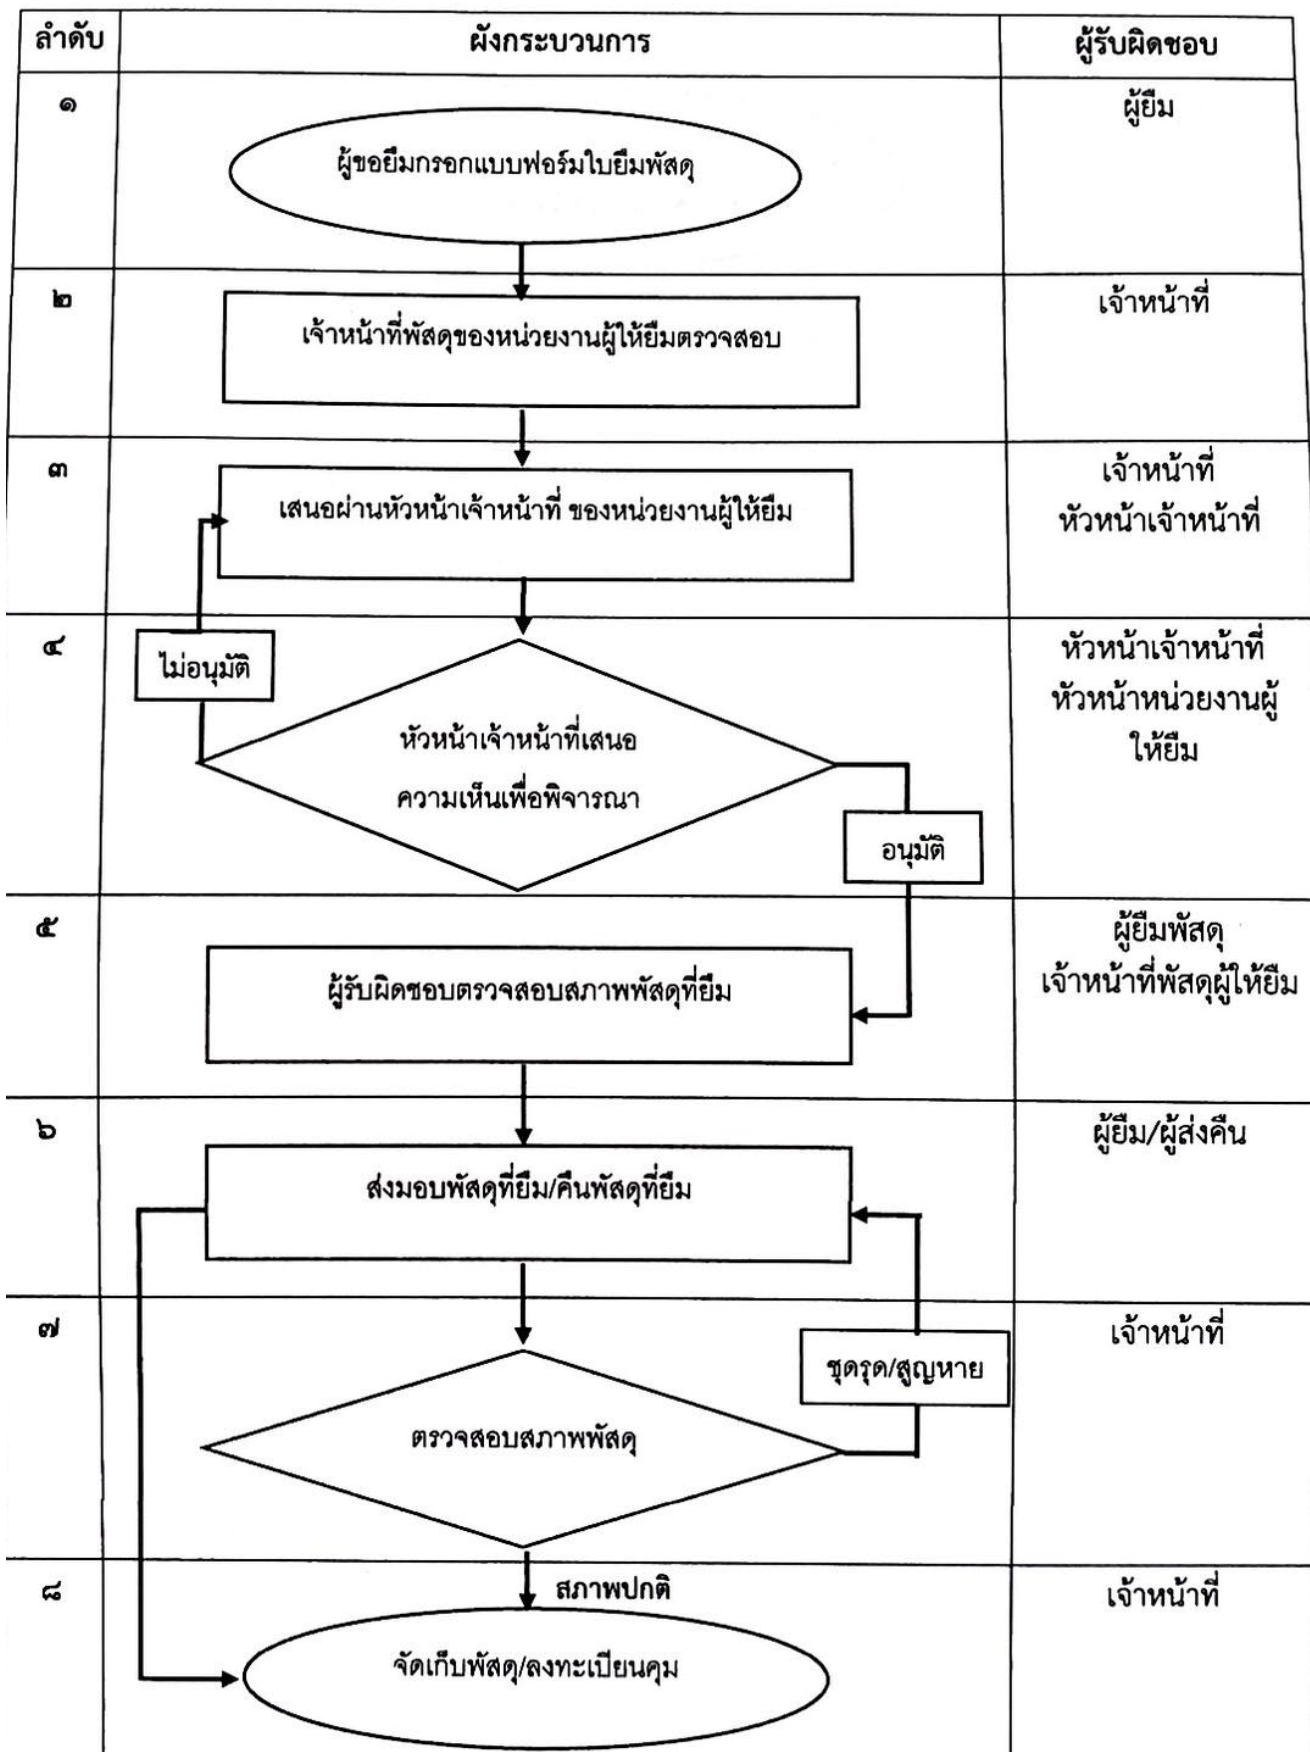 ลำดับ
ผังกระบวนการ
ผู้รับผิดชอบ
๑
ผู้ยืม
ผู้ขอยืมกรอกแบบฟอร์มใบยืมพัสดุ
๒
เจ้าหน้าที่
เจ้าหน้าที่พัสดุของหน่วยงานผู้ให้ยืมตรวจสอบ
๓
เจ้าหน้าที่
หัวหน้าเจ้าหน้าที่
เสนอผ่านหัวหน้าเจ้าหน้าที่ ของหน่วยงานผู้ให้ยืม
๔
หัวหน้าเจ้าหน้าที่
หัวหน้าหน่วยงานผู้
ให้ยืม
ไม่อนุมัติ
หัวหน้าเจ้าหน้าที่เสนอ
ความเห็นเพื่อพิจารณา
อนุมัติ
๕
ผู้ยืมพัสดุ
เจ้าหน้าที่พัสดุผู้ให้ยืม
ผู้รับผิดชอบตรวจสอบสภาพพัสดุที่ยืม
๖
ผู้ยืม/ผู้ส่งคืน
ส่งมอบพัสดุที่ยืม/คืนพัสดุที่ยืม
๗
เจ้าหน้าที่
ชุดรุด/สูญหาย
ตรวจสอบสภาพพัสดุ
๘
สภาพปกติ
เจ้าหน้าที่
จัดเก็บพัสดุ/ลงทะเบียนคุม